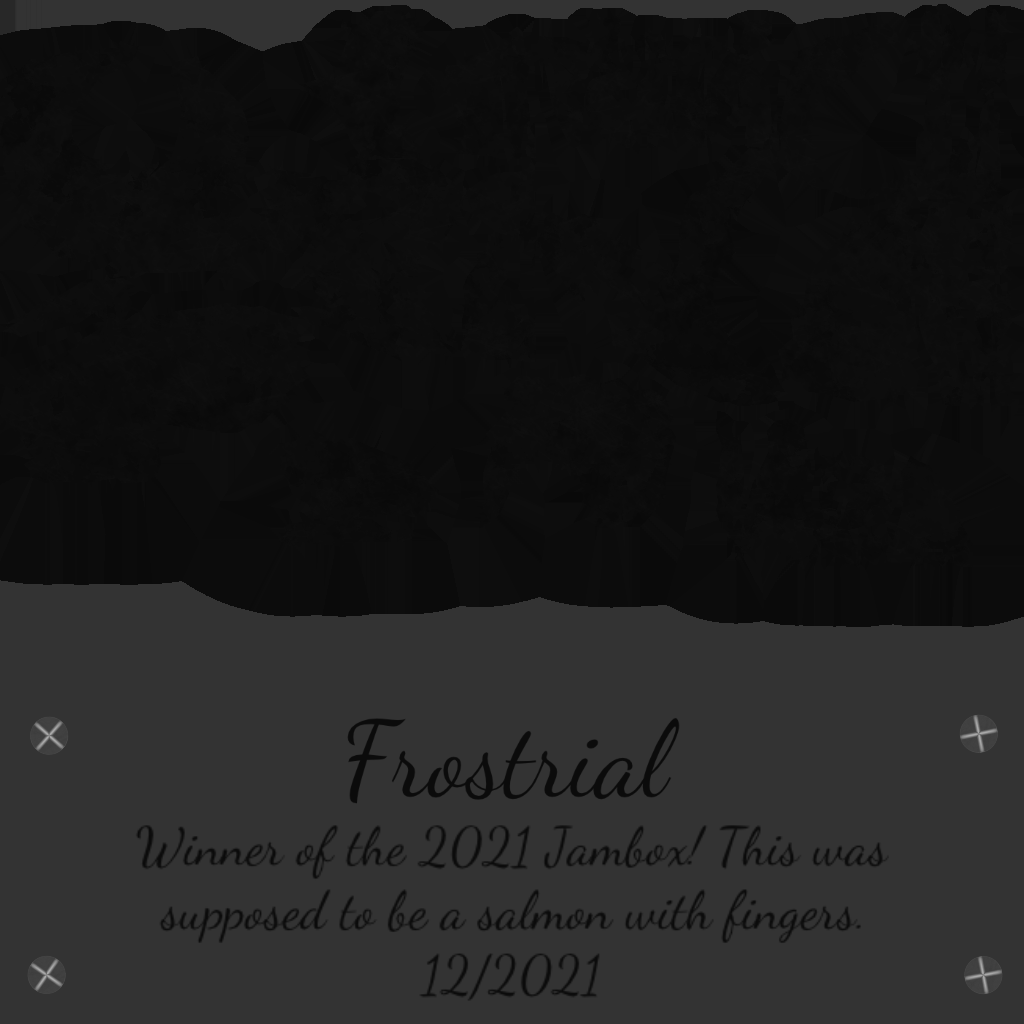 Frostrial
Winner of the 2021 Jambox! This was
supposed to be a salmon with fingers.
12/2021